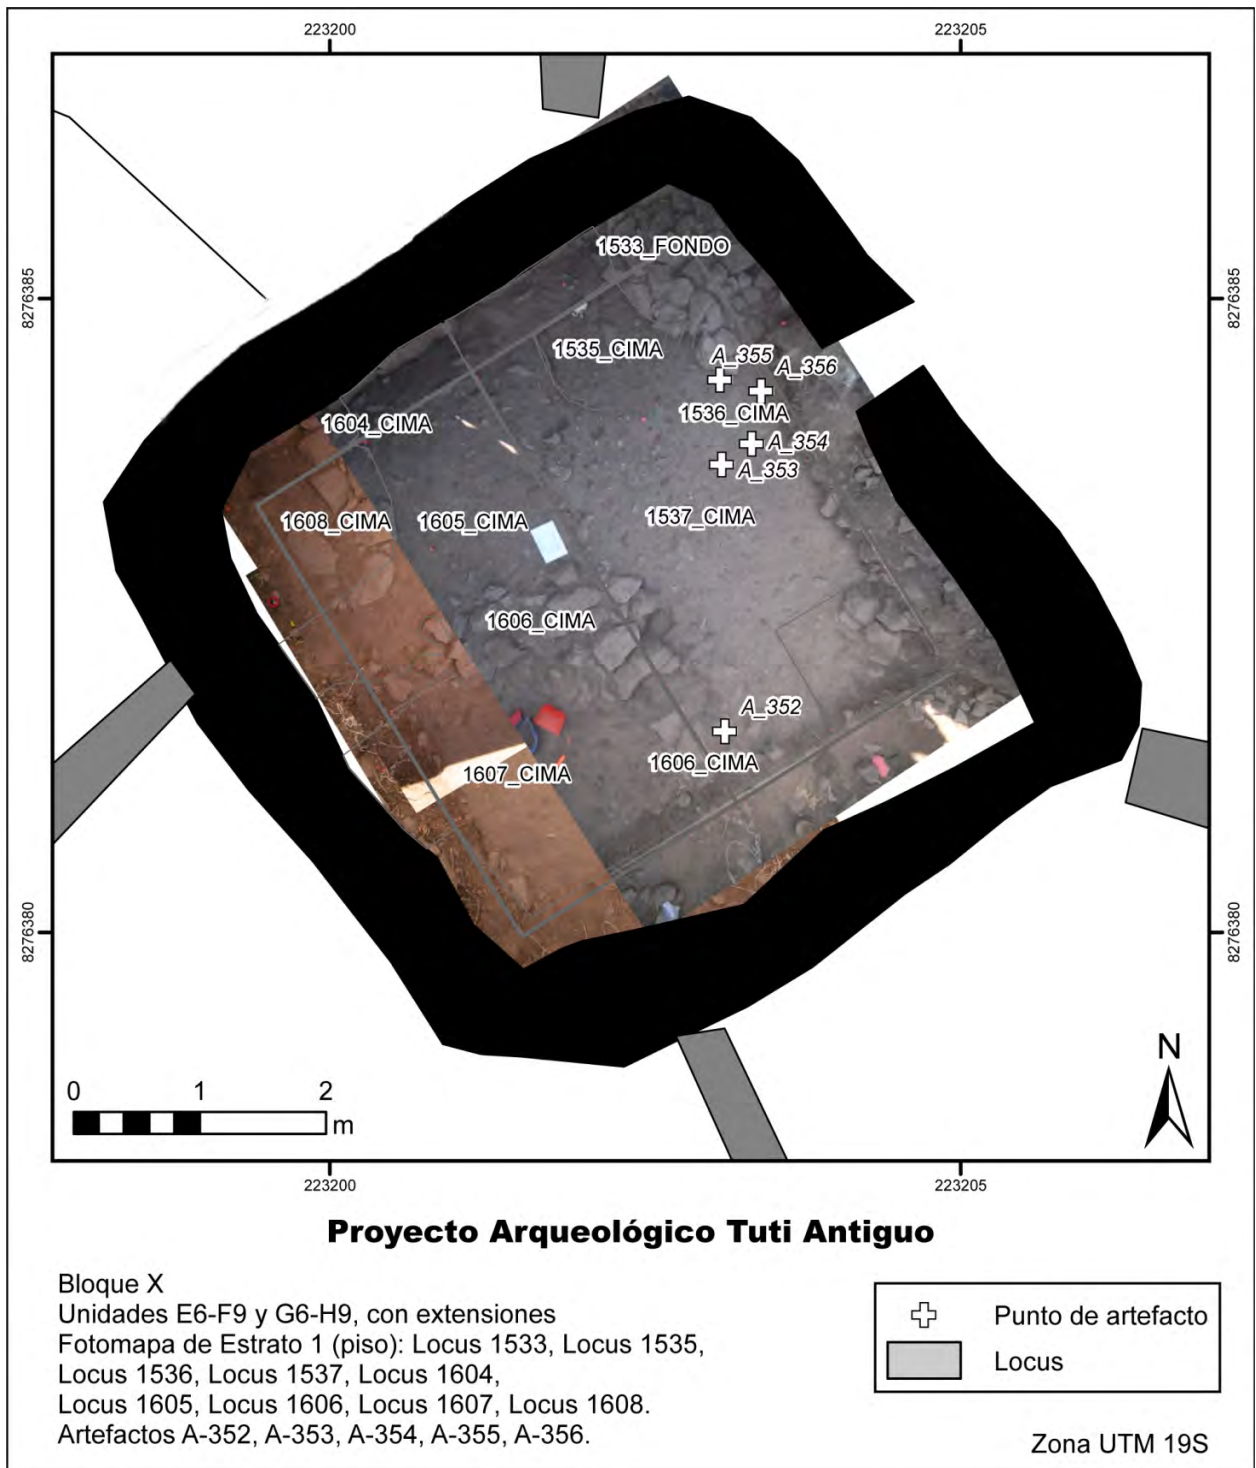 223200
223205
8276385
8276385
1533_FONDO
1535_CIMA
A_355
A_356
1536_CIMA
1604_CIMA
A_354
A_353
1608_CIMA
1605_CIMA
1537_CIMA
1606_CIMA
A_352
1606_CIMA
1607_CIMA
8276380
8276380
N
0 1 2
m
223200
223205
Proyecto Arqueológico Tuti Antiguo
Bloque X
Unidades E6-F9 y G6-H9, con extensiones
Fotomapa de Estrato 1 (piso): Locus 1533, Locus 1535,
Locus 1536, Locus 1537, Locus 1604,
Locus 1605, Locus 1606, Locus 1607, Locus 1608.
Artefactos A-352, A-353, A-354, A-355, A-356.
Punto de artefacto
Locus
Zona UTM 19S